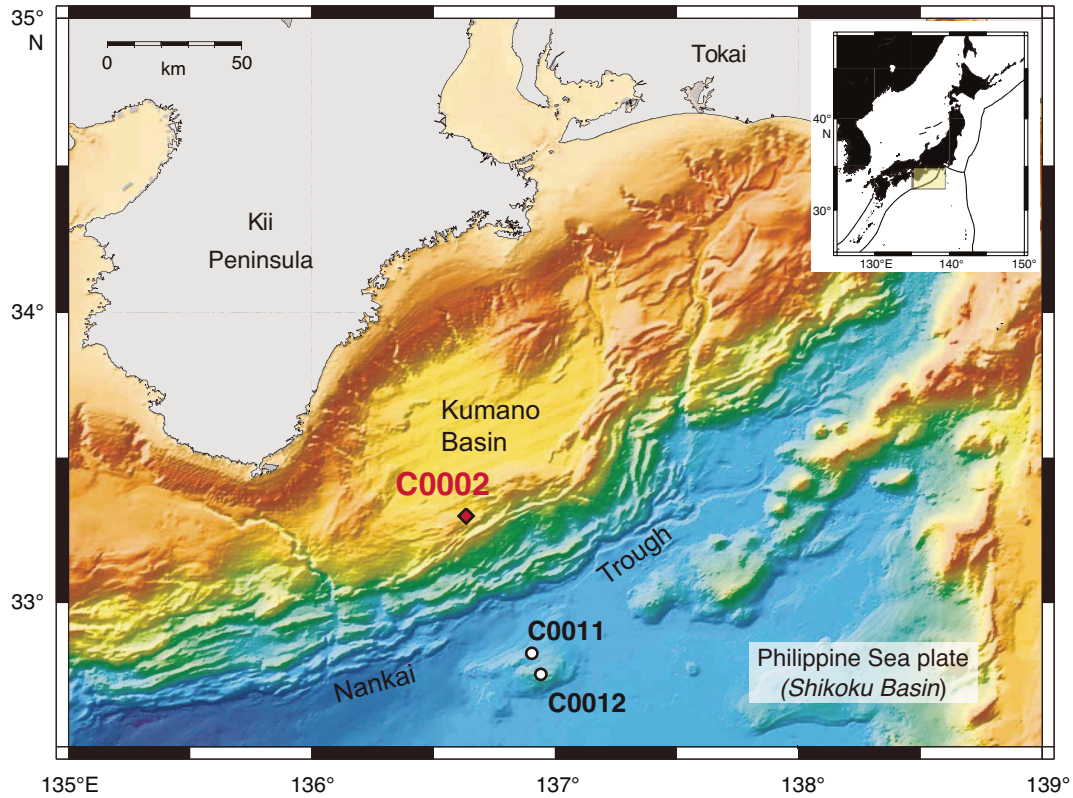 35°
N
0
50
km
Tokai
40°
N
30°
130°E
140°
150°
Kii
Peninsula
34°
Kumano
Basin
C0002
Trough
33°
C0011
Philippine Sea plate
(Shikoku Basin)
Nankai
C0012
135°E
136°
137°
138°
139°